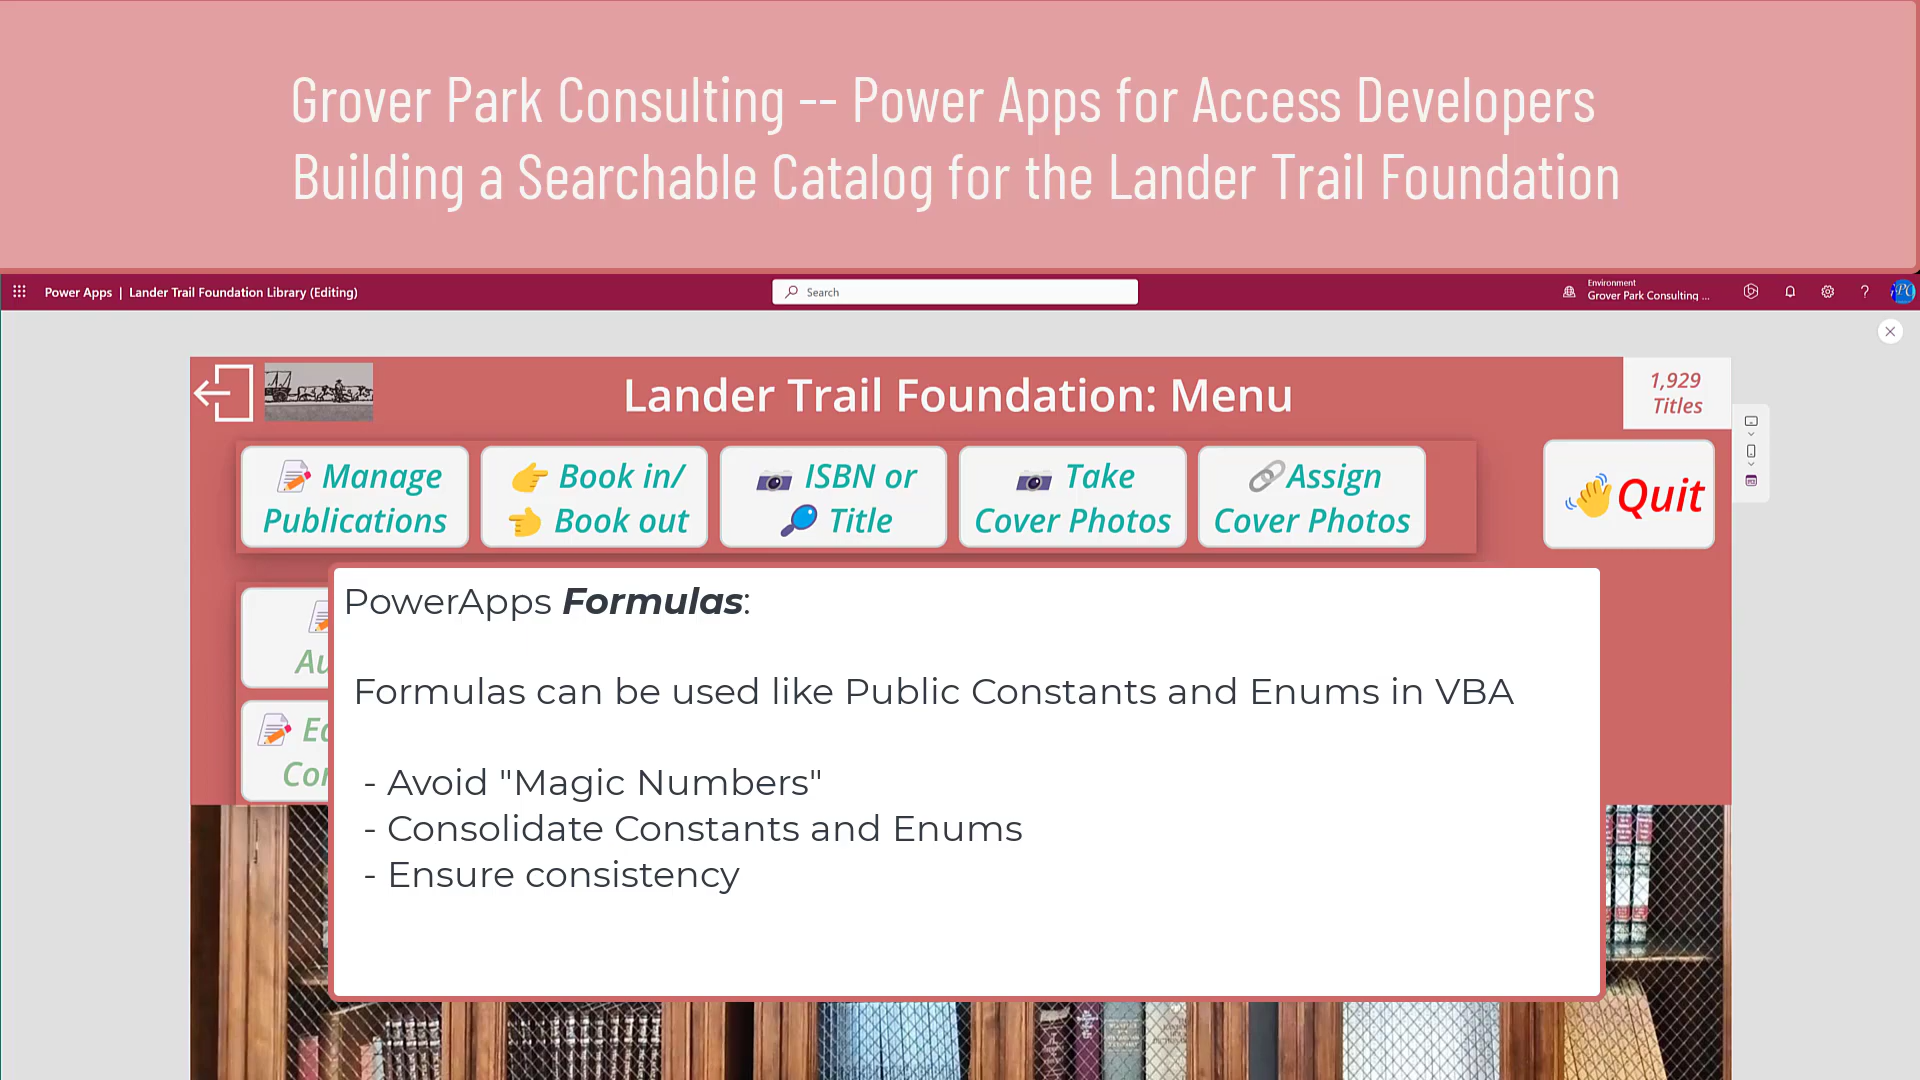 Grover Park Consulting -- Power Apps for Access Developers
Building a Searchable Catalog for the Lander Trail Foundation
Power Apps | Lander Trail Foundation Library (Editing)
Search
Environment
Grover Park Consulting ...
Lander Trail Foundation: Menu
1,929
Titles
Manage
Publications
Book in/
Book out
ISBN or
Title
Take
Cover Photos
Assign
Cover Photos
Quit
PowerApps Formulas:
Formulas can be used like Public Constants and Enums in VBA
- Avoid "Magic Numbers"
- Consolidate Constants and Enums
- Ensure consistency